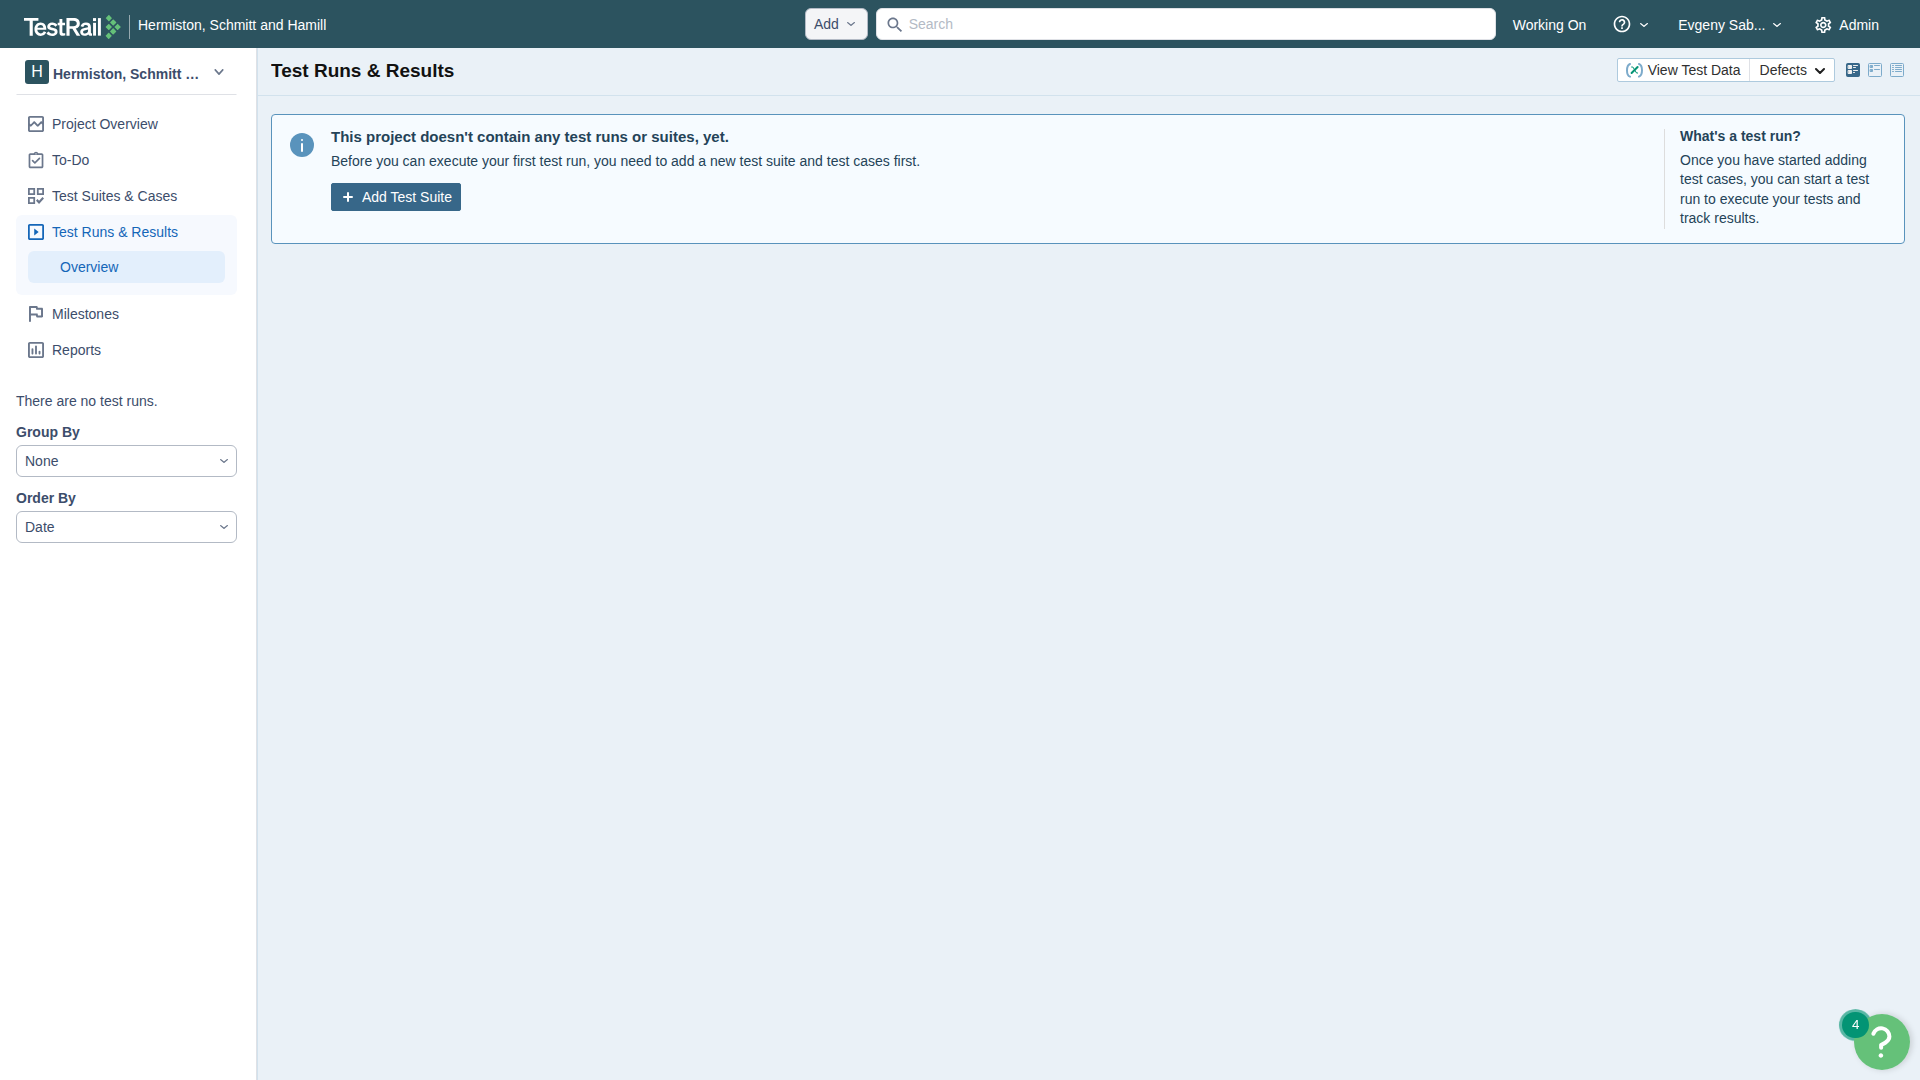 TestRail
Hermiston, Schmitt and Hamill
Add
Search
Working On
Evgeny Sab...
Admin
H
Hermiston, Schmitt ...
Project Overview
To-Do
Test Suites & Cases
Test Runs & Results
Overview
Milestones
Reports
There are no test runs.
Group By
None
Order By
Date
Test Runs & Results
View Test Data
Defects
This project doesn't contain any test runs or suites, yet.
Before you can execute your first test run, you need to add a new test suite and test cases first.
Add Test Suite
What's a test run?
Once you have started adding
test cases, you can start a test
run to execute your tests and
track results.
4